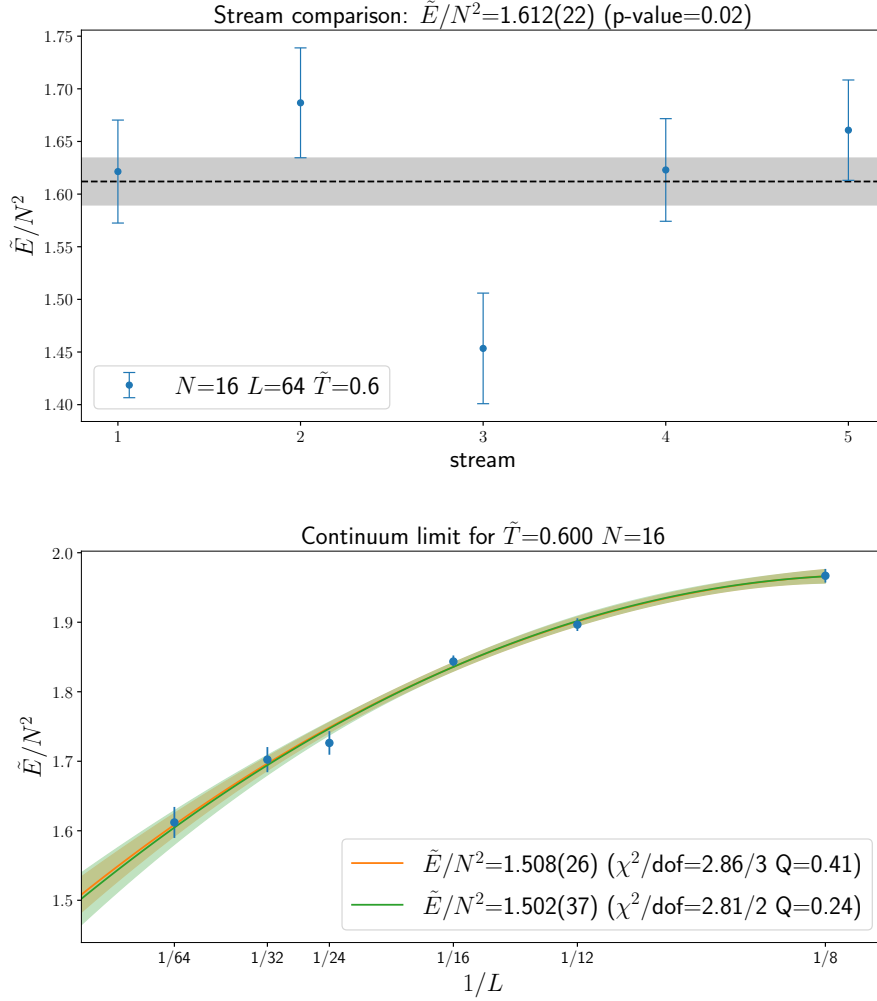 Stream comparison: Ẽ/N²=1.612(22) (p-value=0.02)
1.75
1.70
1.65
1.60
1.55
1.50
1.45
1.40
Ẽ/N²
N=16 L=64 T̃=0.6
1 2 3 4 5
stream
Continuum limit for T̃=0.600 N=16
2.0
1.9
1.8
1.7
1.6
1.5
Ẽ/N²
Ẽ/N²=1.508(26) (χ²/dof=2.86/3 Q=0.41)
Ẽ/N²=1.502(37) (χ²/dof=2.81/2 Q=0.24)
1/64 1/32 1/24 1/16 1/12 1/8
1/L